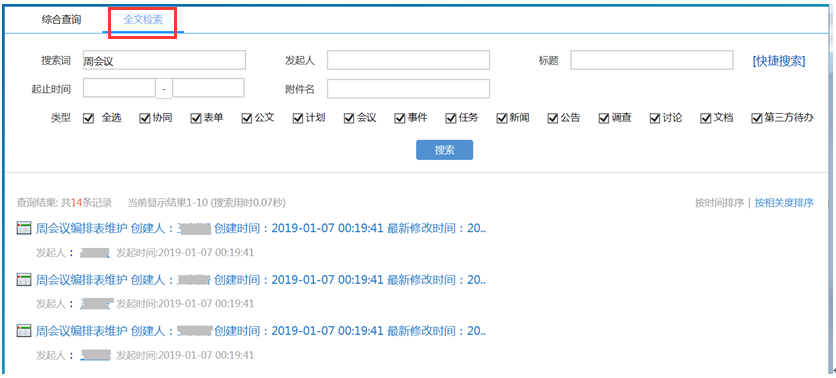 综合查询 全文检索
搜索词 周会议 发起人 标题 [快捷搜索]
起止时间 - 附件名
类型 全选 协同 表单 公文 计划 会议 事件 任务 新闻 公告 调查 讨论 文档 第三方待办
搜索
查询结果: 共14条记录 当前显示结果1-10 (搜索用时0.07秒) 按时间排序 | 按相关度排序
周会议编排表维护 创建人： 创建时间：2019-01-07 00:19:41 最新修改时间：20..
发起人： 发起时间:2019-01-07 00:19:41
周会议编排表维护 创建人： 创建时间：2019-01-07 00:19:41 最新修改时间：20..
发起人： 发起时间:2019-01-07 00:19:41
周会议编排表维护 创建人： 创建时间：2019-01-07 00:19:41 最新修改时间：20..
发起人： 发起时间:2019-01-07 00:19:41